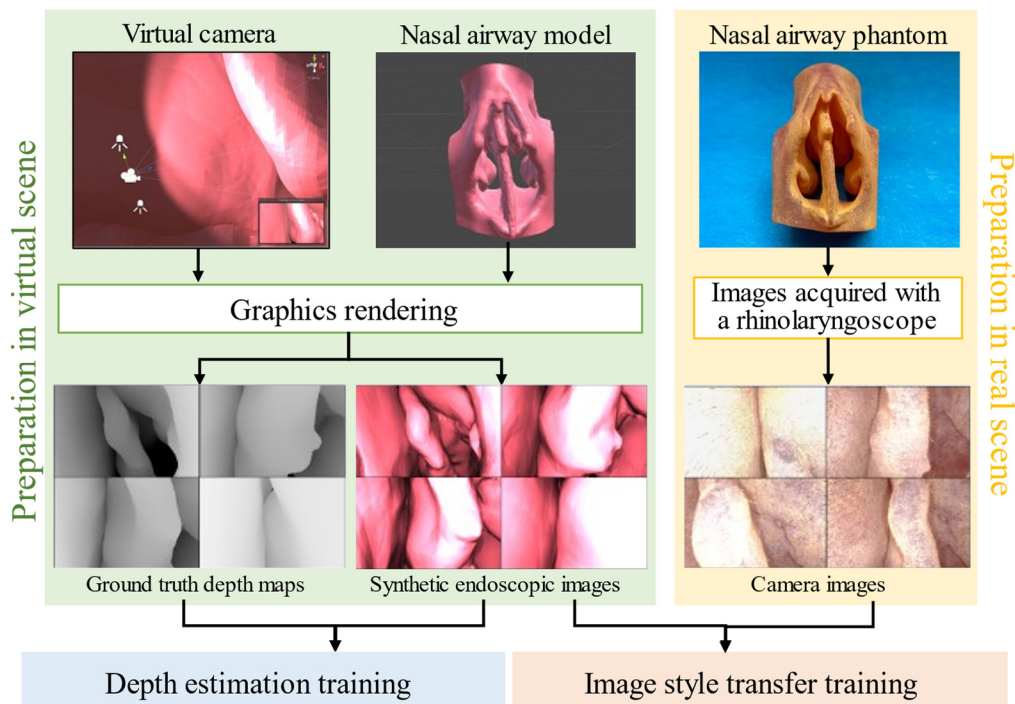 Virtual camera
Nasal airway model
Nasal airway phantom
Preparation in virtual scene
Preparation in real scene
Graphics rendering
Images acquired with
a rhinolaryngoscope
Ground truth depth maps
Synthetic endoscopic images
Camera images
Depth estimation training
Image style transfer training